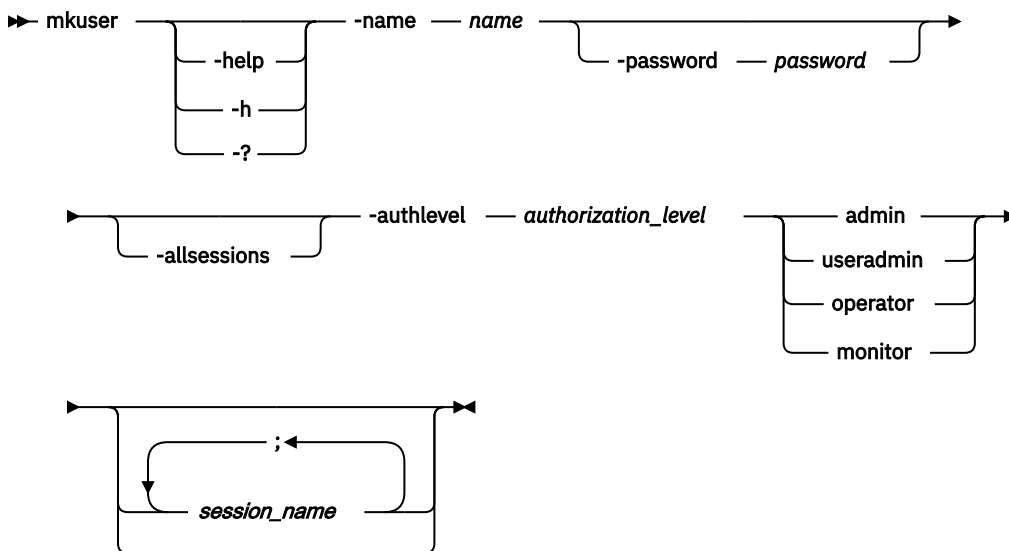 mkuser -name name
-help -password password
-h
-?
-authlevel authorization_level admin
-allsessions useradmin
operator
monitor
;
session_name